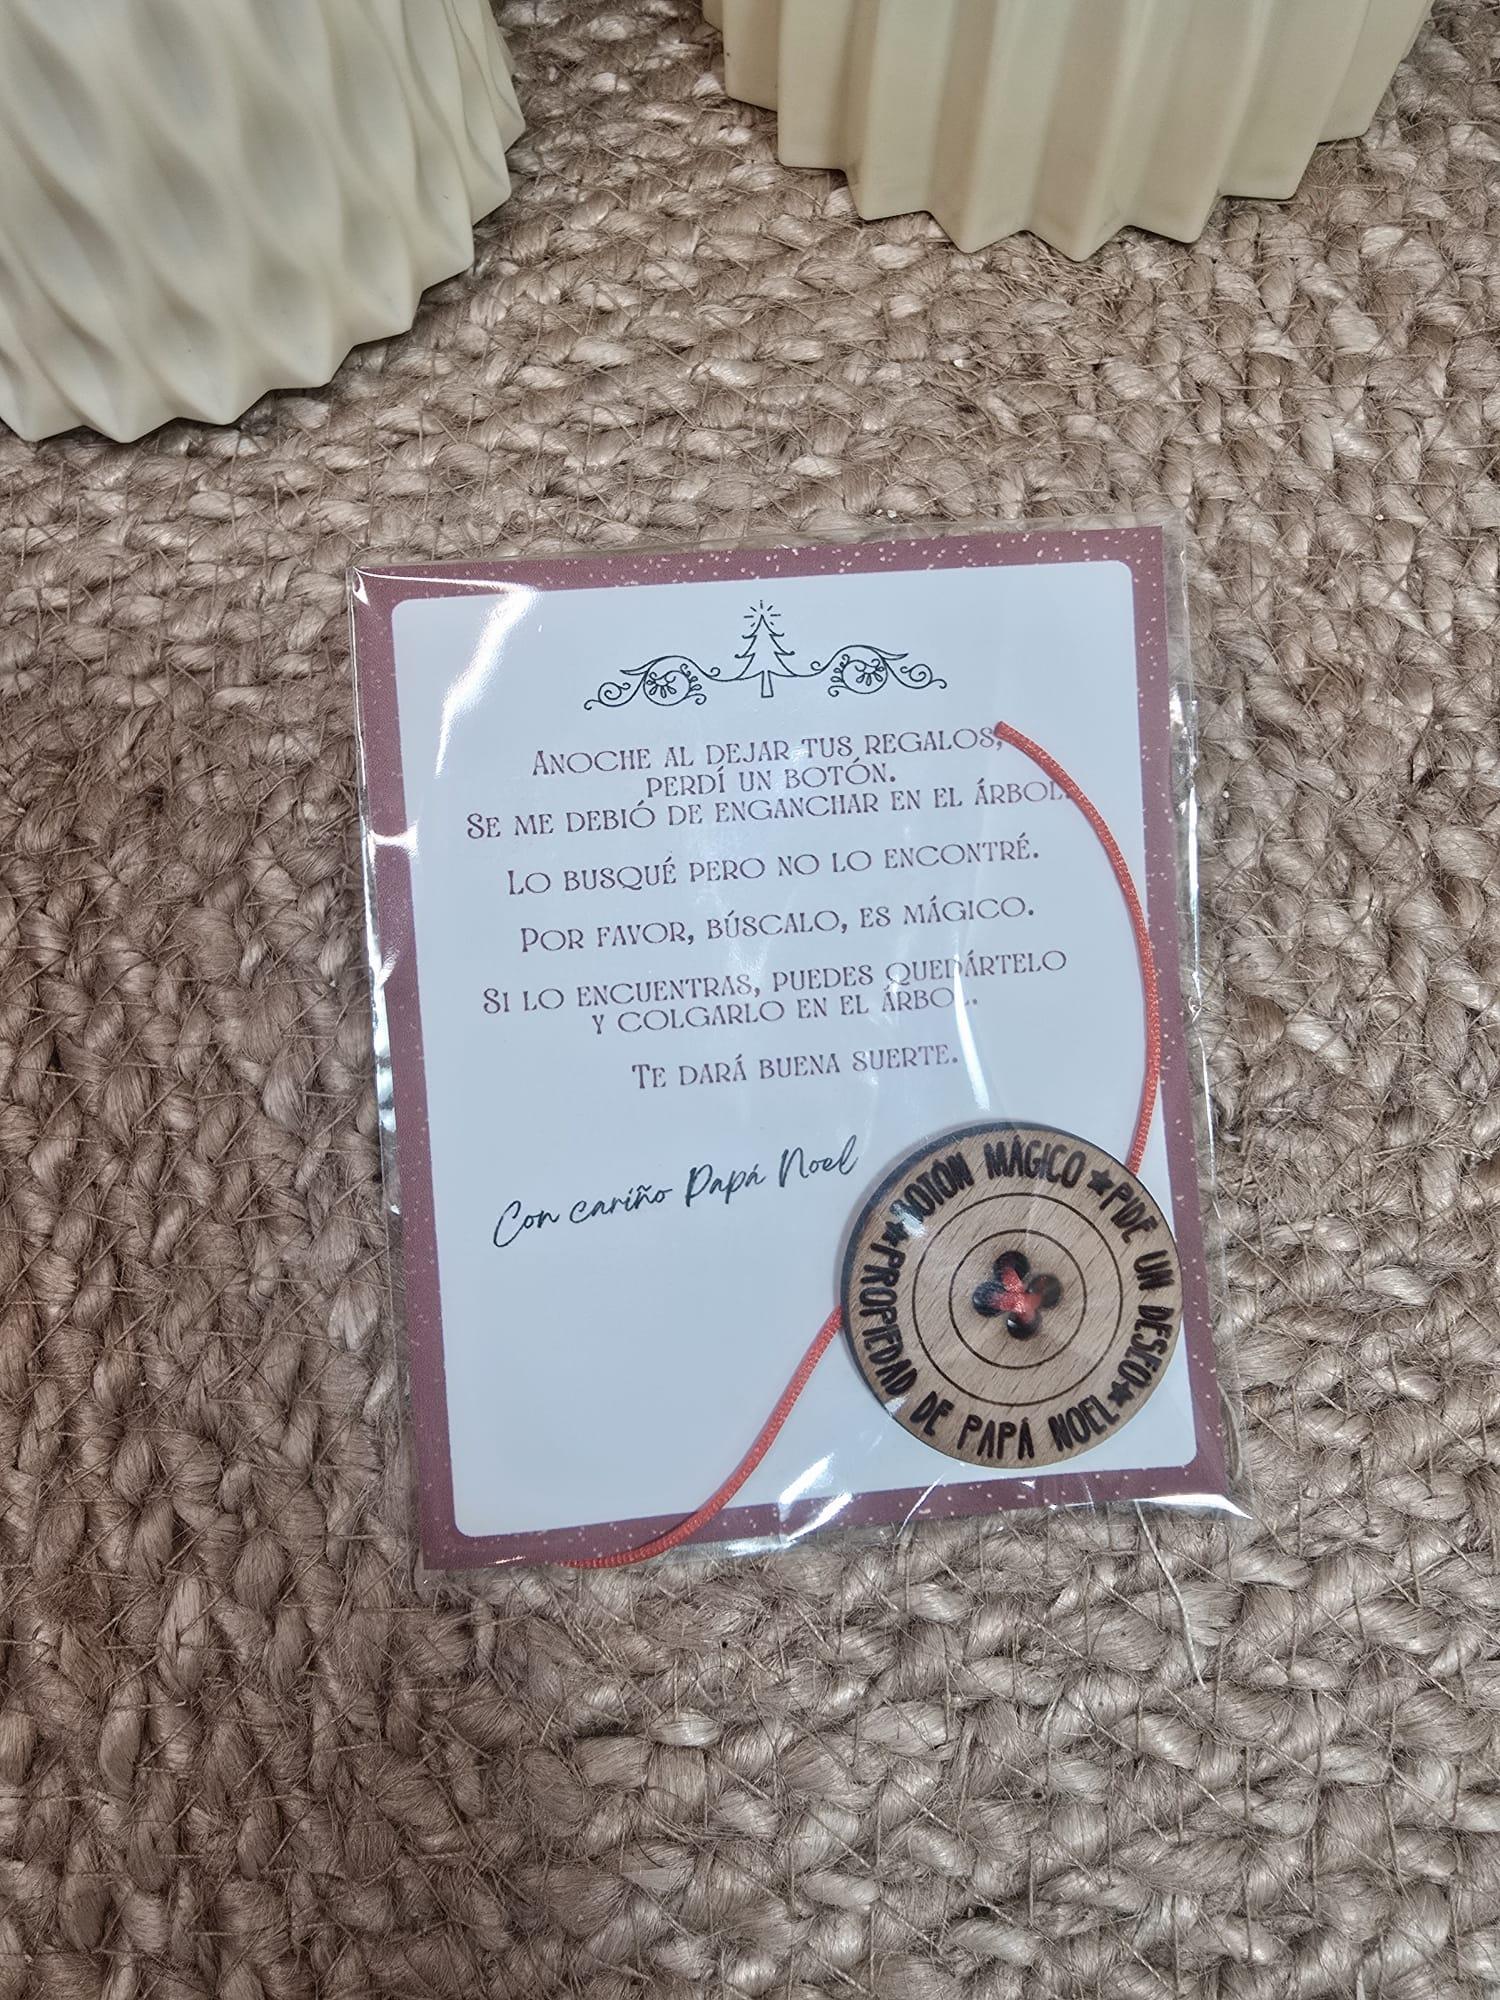 Anoche al dejar tus regalos,
perdí un botón.
Se me debió de enganchar en el árbol.
Lo busqué pero no lo encontré.
Por favor, búscalo, es mágico.
Si lo encuentras, puedes quedártelo
y colgarlo en el árbol.
Te dará buena suerte.
Con cariño Papá Noel
★BOTÓN MÁGICO★PIDE UN DESEO★
PROPIEDAD DE PAPÁ NOEL